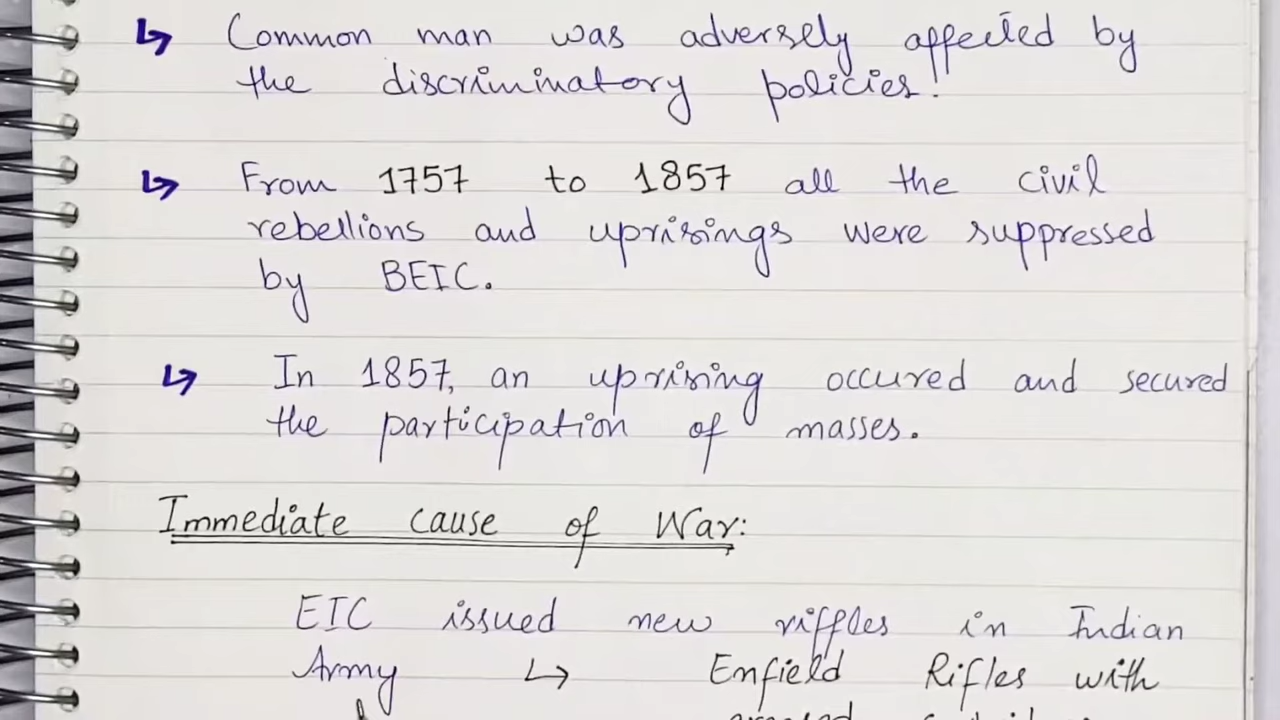 ↳ Common man was adversely affected by
the discriminatory policies!
↳ From 1757 to 1857 all the civil
rebellions and uprisings were suppressed
by BEIC.
↳ In 1857, an uprising occured and secured
the participation of masses.
Immediate cause of War:
EIC issued new riffles in Indian
Army ↳ Enfield Rifles with